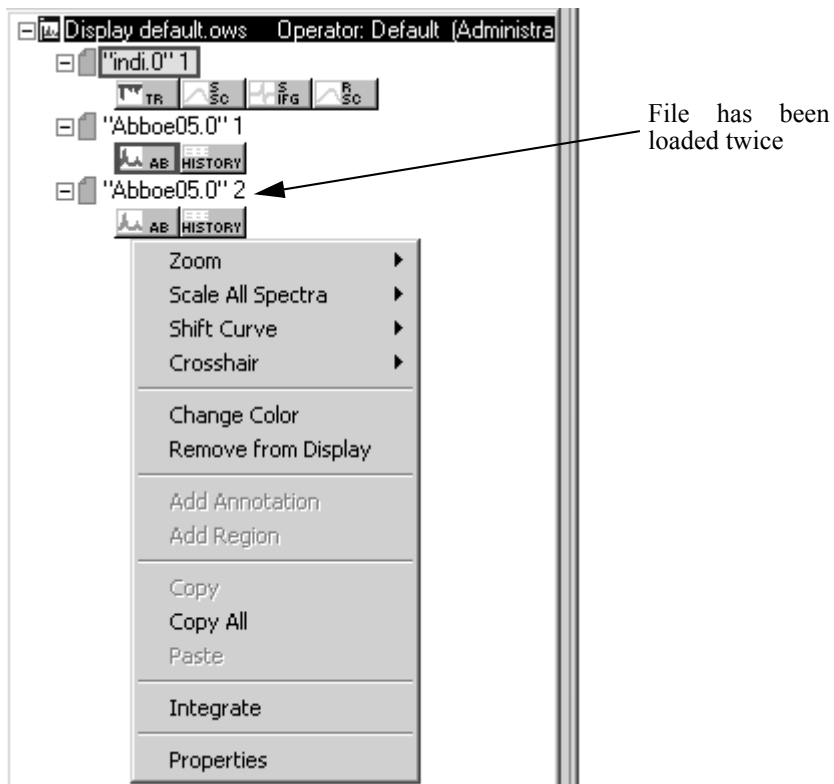 Display default.ows Operator: Default (Administra
"indi.0" 1
TR S SC S IFG R SC
"Abboe05.0" 1
AB HISTORY
"Abboe05.0" 2
AB HISTORY
File has been
loaded twice
Zoom
Scale All Spectra
Shift Curve
Crosshair
Change Color
Remove from Display
Add Annotation
Add Region
Copy
Copy All
Paste
Integrate
Properties